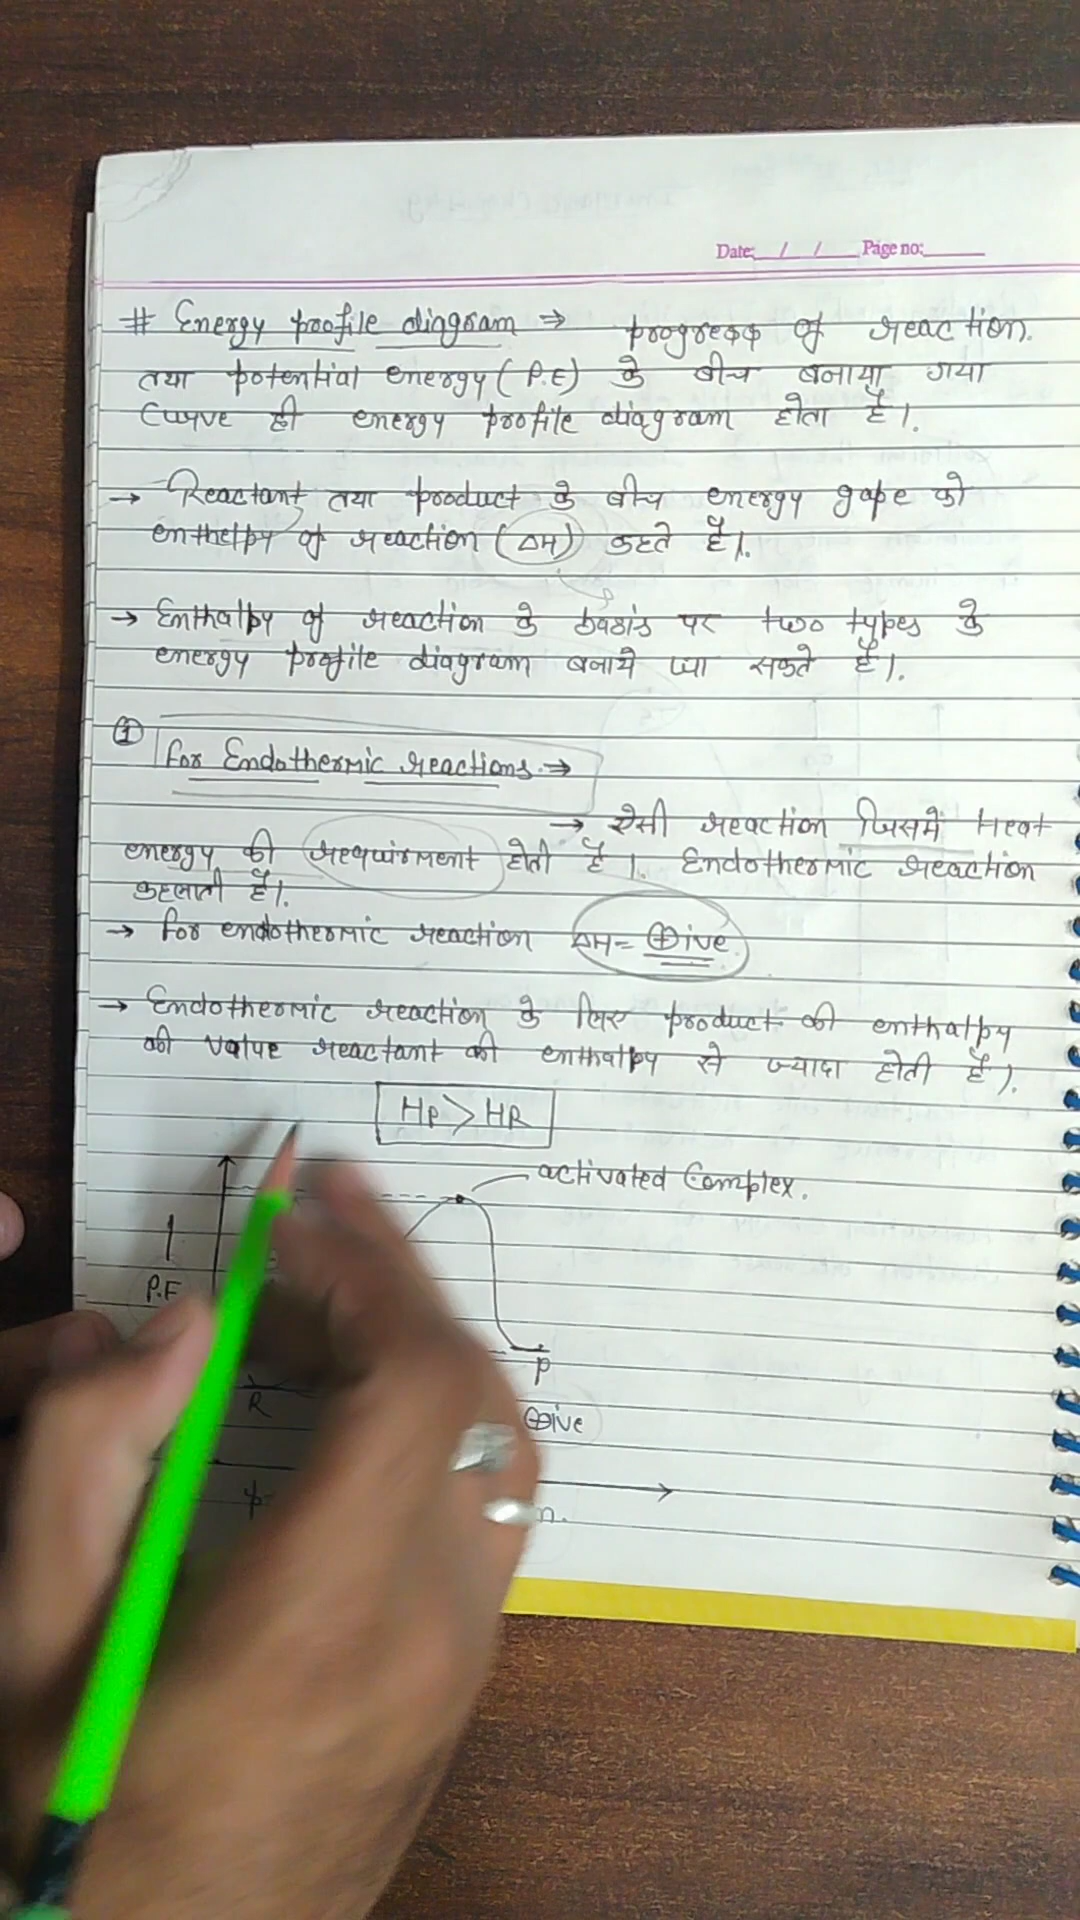 Date: / / Page no:
# Energy profile diagram ⇒ progress of reaction.
तथा potential energy (P.E) के बीच बनाया गया
Curve ही energy profile diagram होता है।.
→ Reactant तथा product के बीच energy gape को
enthelpy of reaction (ΔH) कहते है।.
→ Enthalpy of reaction के basis पर two types के
energy profile diagram बनाये जा सकते है।.
① for Endothermic reactions. →
→ ऐसी reaction जिसमें Heat
energy की requirment होती है।. Endothermic reaction
कहलाती है।.
→ for endothermic reaction ΔH= ⊕ive
→ Endothermic reaction के लिए product की enthalpy
की value reactant की enthalpy से ज्यादा होती है).
HP > HR
activated Complex.
P.E
P
R
⊕ive
n.